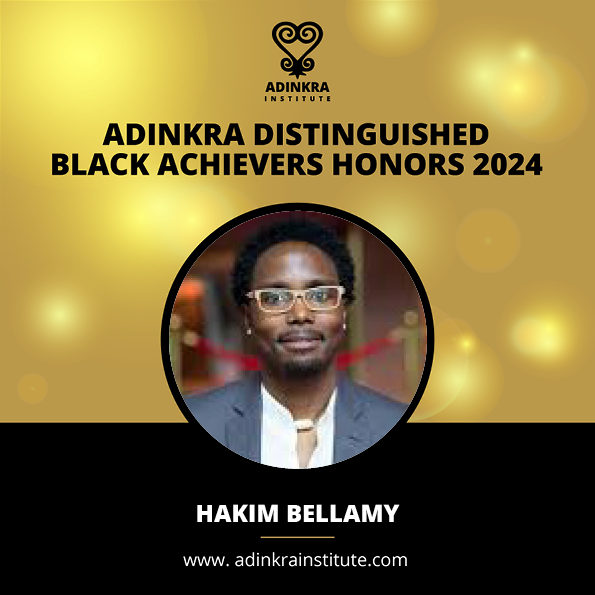 ADINKRA
INSTITUTE
ADINKRA DISTINGUISHED
BLACK ACHIEVERS HONORS 2024
HAKIM BELLAMY
www. adinkrainstitute.com